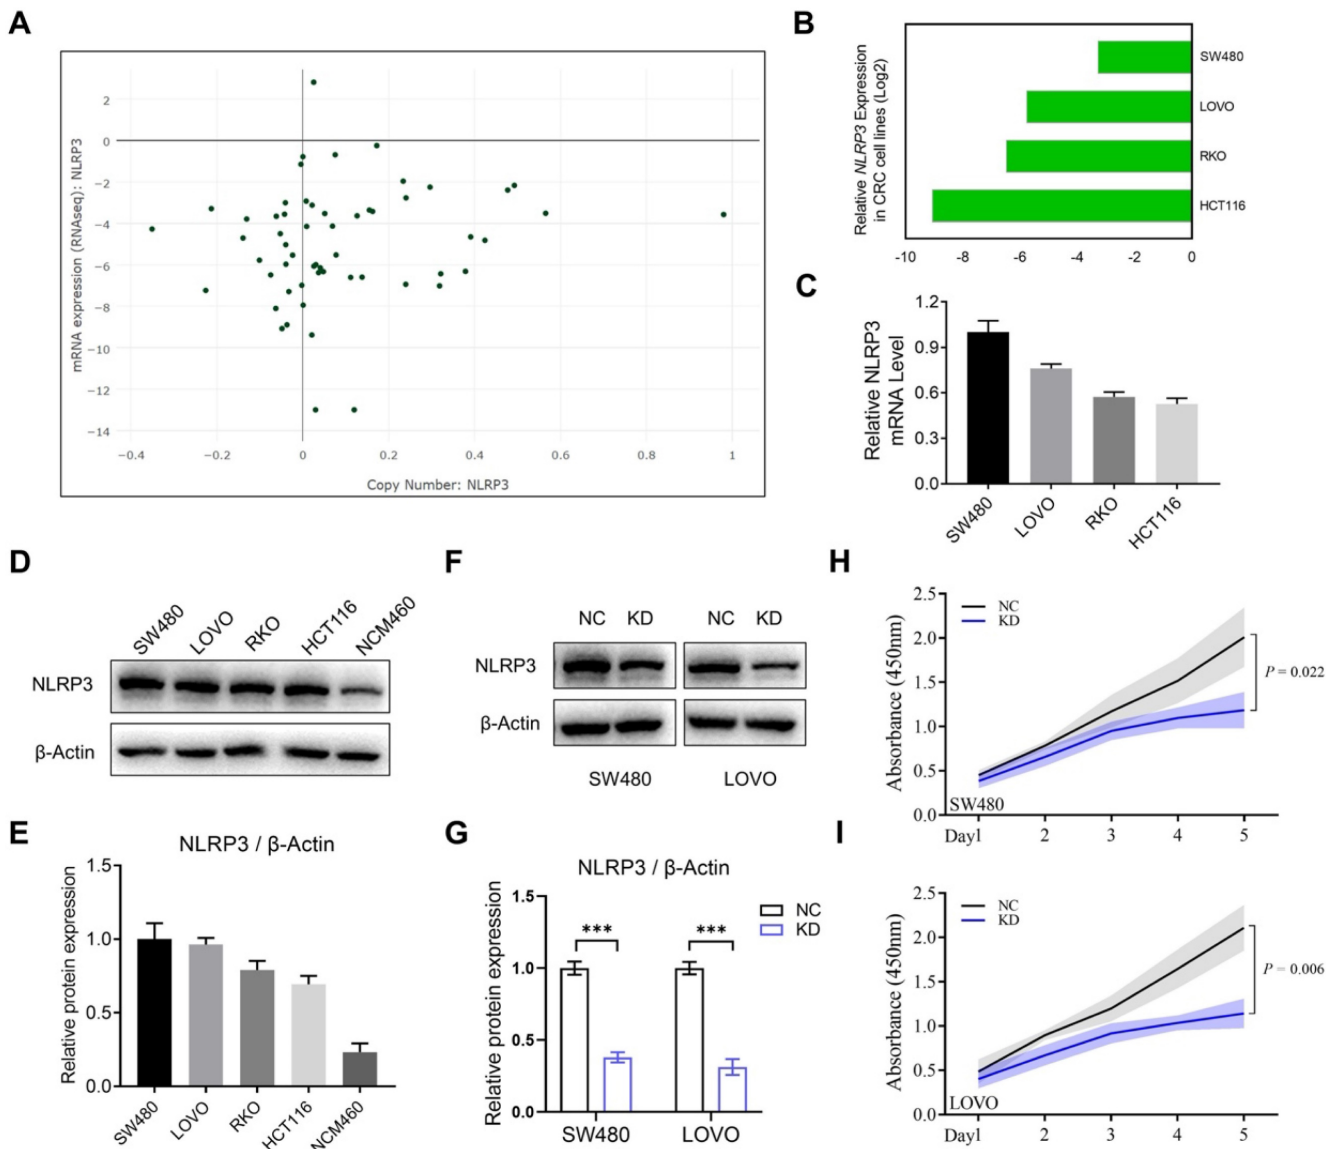 A
mRNA expression (RNAseq): NLRP3
2
0
−2
−4
−6
−8
−10
−12
−14
−0.4
−0.2
0
0.2
0.4
0.6
0.8
1
Copy Number: NLRP3
B
Relative NLRP3 Expression
in CRC cell lines (Log2)
SW480
LOVO
RKO
HCT116
-10
-8
-6
-4
-2
0
C
Relative NLRP3
mRNA Level
1.2
0.9
0.6
0.3
0.0
SW480
LOVO
RKO
HCT116
D
SW480
LOVO
RKO
HCT116
NCM460
NLRP3
β-Actin
E
NLRP3 / β-Actin
Relative protein expression
1.5
1.0
0.5
0.0
SW480
LOVO
RKO
HCT116
NCM460
F
NC KD NC KD
NLRP3
β-Actin
SW480 LOVO
G
NLRP3 / β-Actin
Relative protein expression
1.5
1.0
0.5
0.0
*** ***
NC
KD
SW480 LOVO
H
Absorbance (450nm)
2.5
2.0
1.5
1.0
0.5
0.0
NC
KD
P = 0.022
SW480
Day1 2 3 4 5
I
Absorbance (450nm)
2.5
2.0
1.5
1.0
0.5
0.0
NC
KD
P = 0.006
LOVO
Day1 2 3 4 5